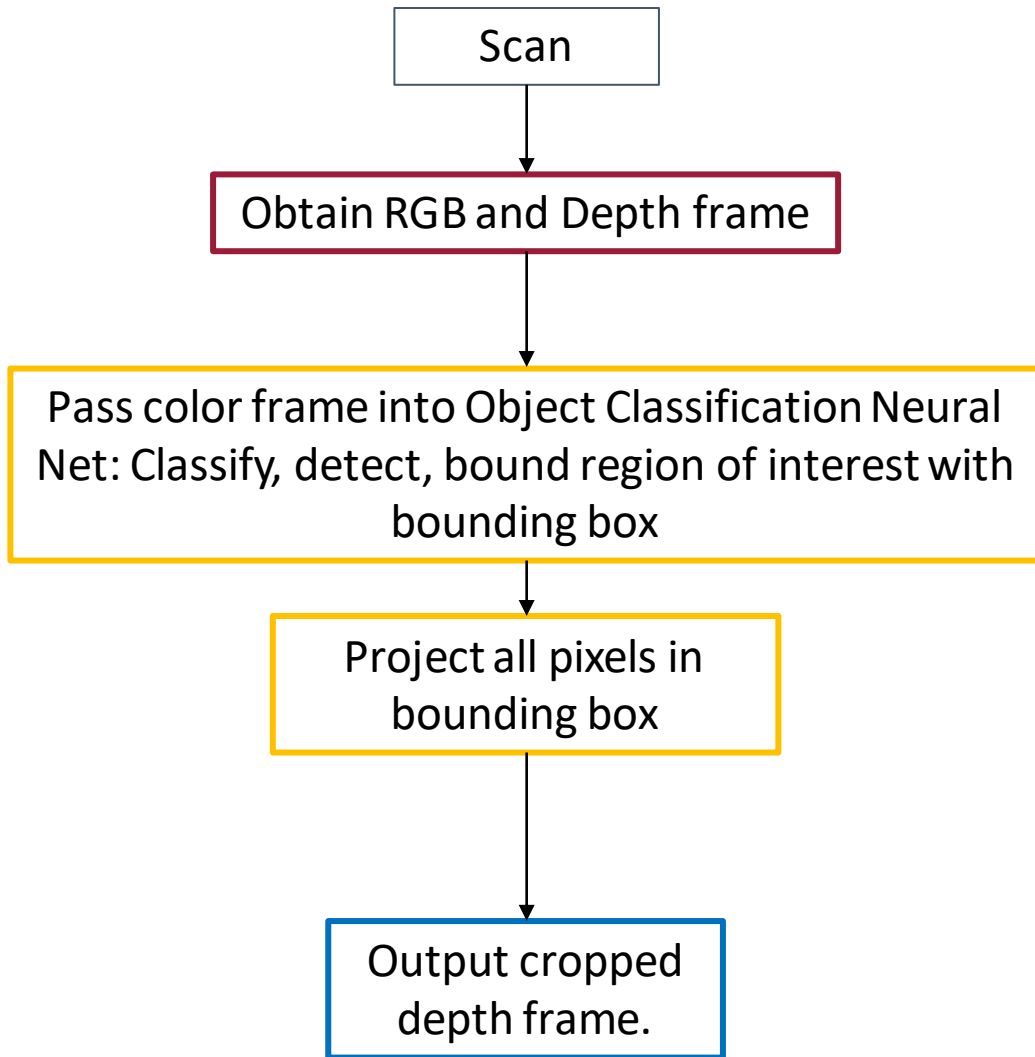 Scan
Obtain RGB and Depth frame
Pass color frame into Object Classification Neural
Net: Classify, detect, bound region of interest with
bounding box
Project all pixels in
bounding box
Output cropped
depth frame.